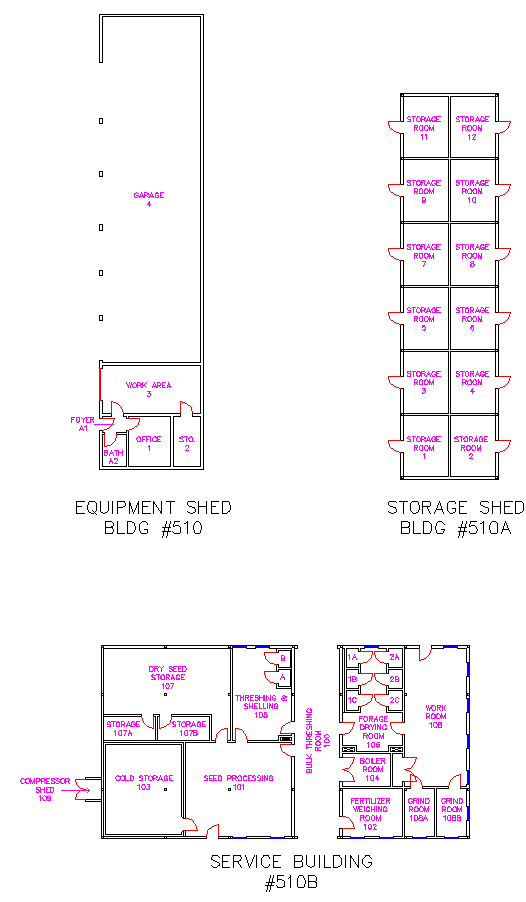 GARAGE
4
WORK AREA
3
FOYER
A1
BATH
A2
OFFICE
1
STO.
2
EQUIPMENT SHED
BLDG #510
STORAGE
ROOM
11
STORAGE
ROOM
12
STORAGE
ROOM
9
STORAGE
ROOM
10
STORAGE
ROOM
7
STORAGE
ROOM
8
STORAGE
ROOM
5
STORAGE
ROOM
6
STORAGE
ROOM
3
STORAGE
ROOM
4
STORAGE
ROOM
1
STORAGE
ROOM
2
STORAGE SHED
BLDG #510A
DRY SEED
STORAGE
107
B
A
THRESHING &
SHELLING
105
STORAGE
107A
STORAGE
107B
COMPRESSOR
SHED
109
COLD STORAGE
103
SEED PROCESSING
101
BULK THRESHING
ROOM
100
1A
2A
1B
2B
1C
2C
FORAGE
DRYING
ROOM
106
WORK
ROOM
108
BOILER
ROOM
104
FERTILIZER
WEIGHING
ROOM
102
GRIND
ROOM
108A
GRIND
ROOM
108B
SERVICE BUILDING
#510B